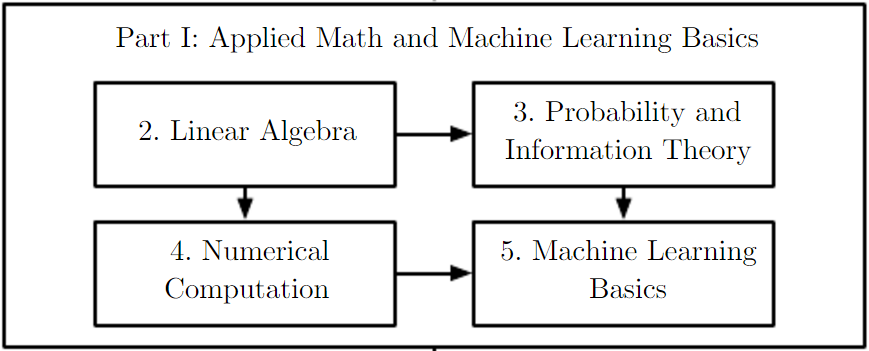 Part I: Applied Math and Machine Learning Basics
2. Linear Algebra
3. Probability and
Information Theory
4. Numerical
Computation
5. Machine Learning
Basics